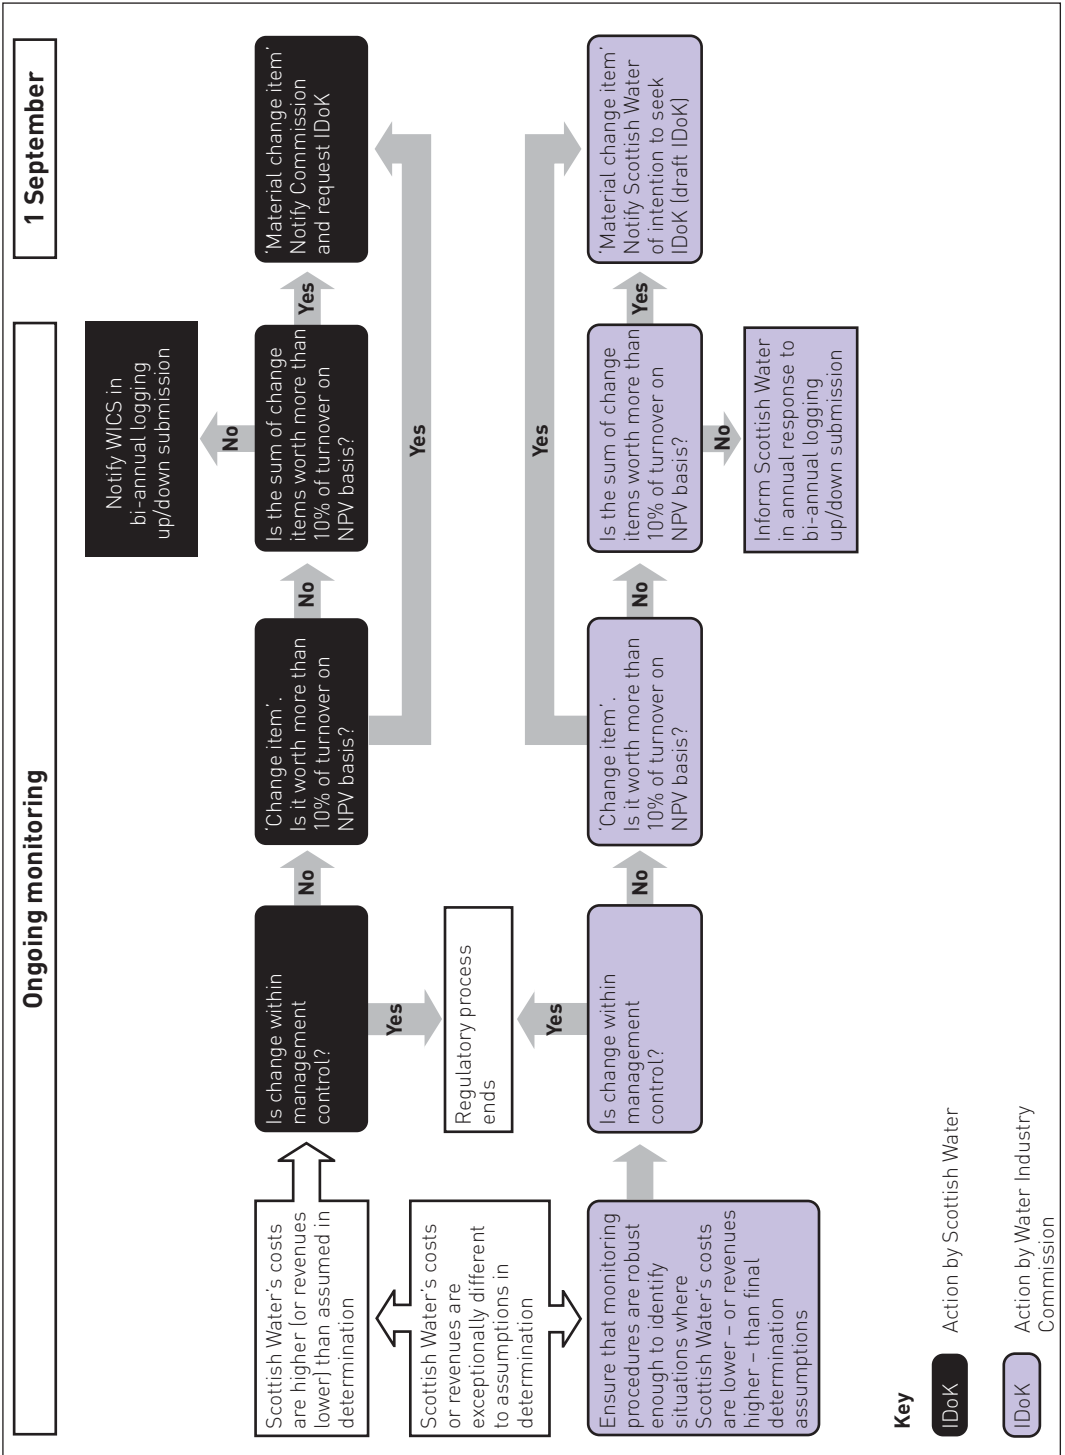 Ongoing monitoring
1 September
Scottish Water's costs
are higher (or revenues
lower) than assumed in
determination
Is change within
management
control?
No
'Change item'.
Is it worth more than
10% of turnover on
NPV basis?
No
Is the sum of change
items worth more than
10% of turnover on
NPV basis?
Yes
'Material change item'
Notify Commission
and request IDoK
No
Notify WICS in
bi-annual logging
up/down submission
Yes
Yes
Scottish Water's costs
or revenues are
exceptionally different
to assumptions in
determination
Regulatory process
ends
Yes
Yes
Ensure that monitoring
procedures are robust
enough to identify
situations where
Scottish Water's costs
are lower – or revenues
higher – than final
determination
assumptions
Is change within
management
control?
No
'Change item'.
Is it worth more than
10% of turnover on
NPV basis?
No
Is the sum of change
items worth more than
10% of turnover on
NPV basis?
Yes
'Material change item'
Notify Scottish Water
of intention to seek
IDoK (draft IDoK)
No
Inform Scottish Water
in annual response to
bi-annual logging
up/down submission
Key
IDoK
Action by Scottish Water
IDoK
Action by Water Industry
Commission